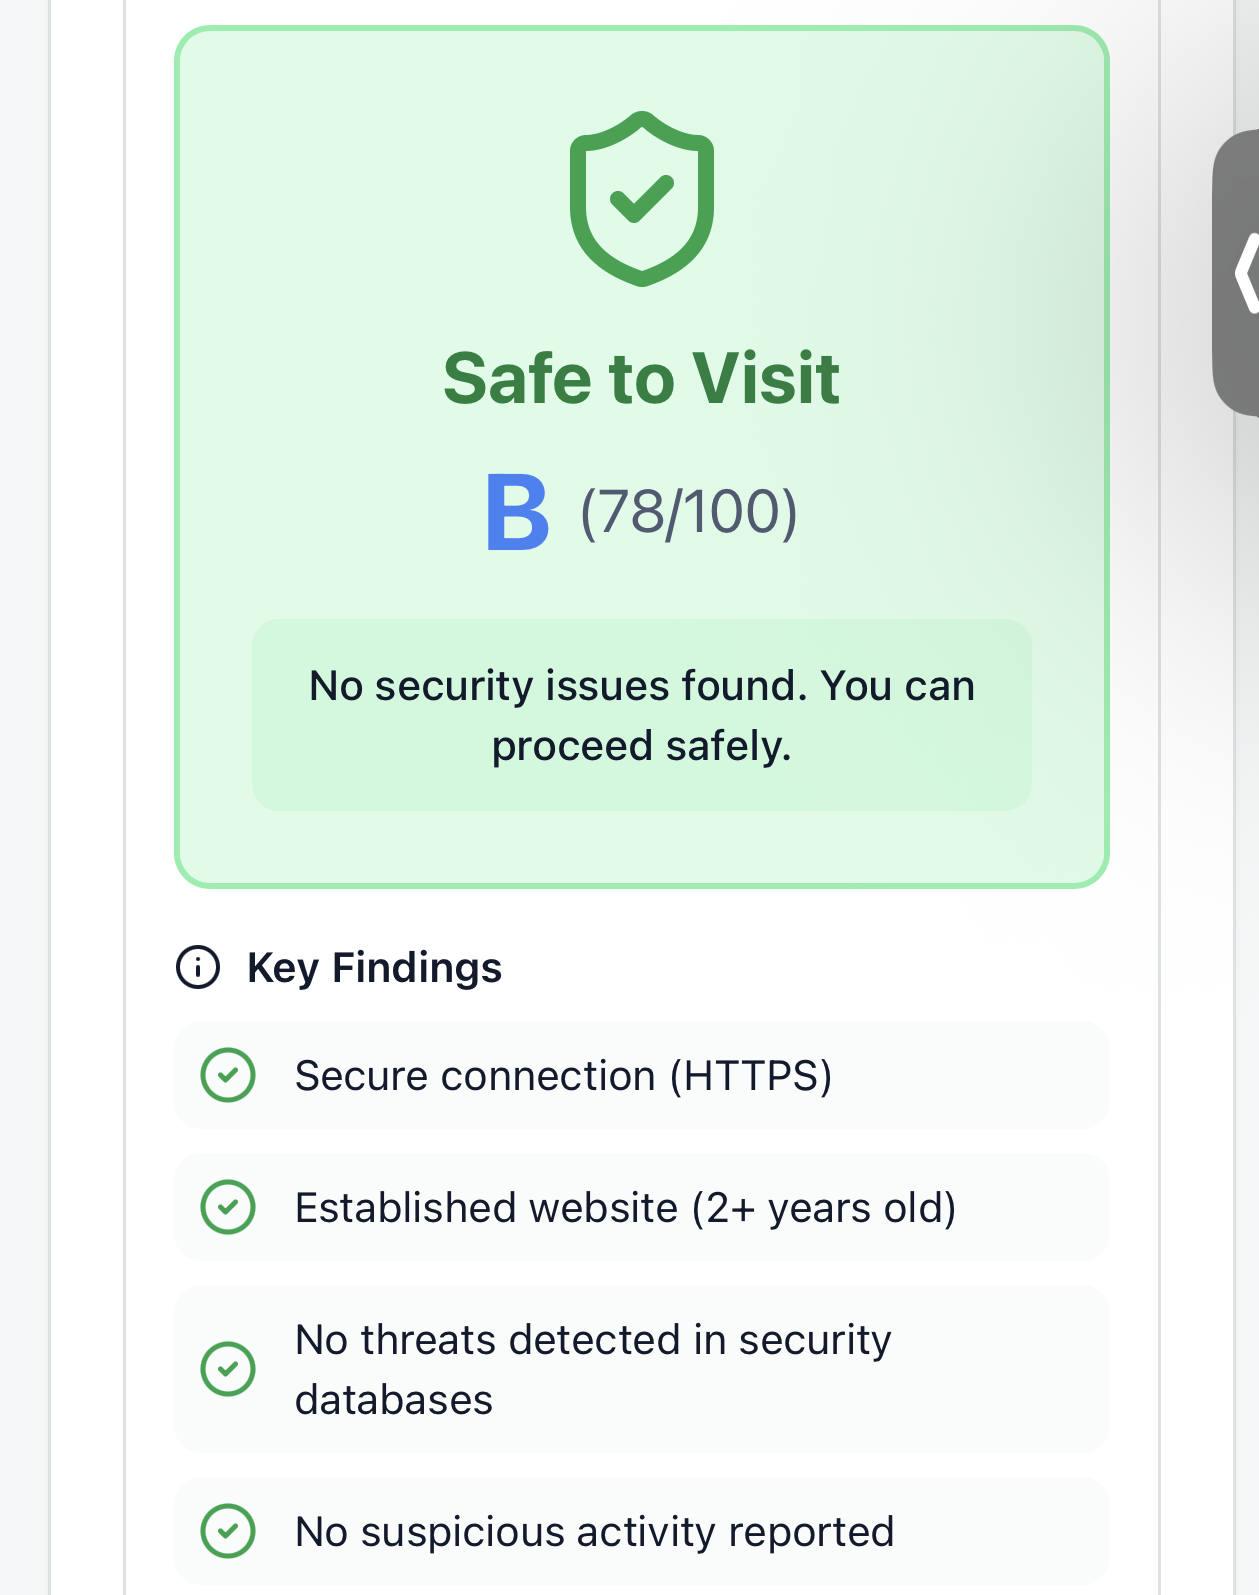 Safe to Visit
B (78/100)
No security issues found. You can
proceed safely.
Key Findings
Secure connection (HTTPS)
Established website (2+ years old)
No threats detected in security
databases
No suspicious activity reported